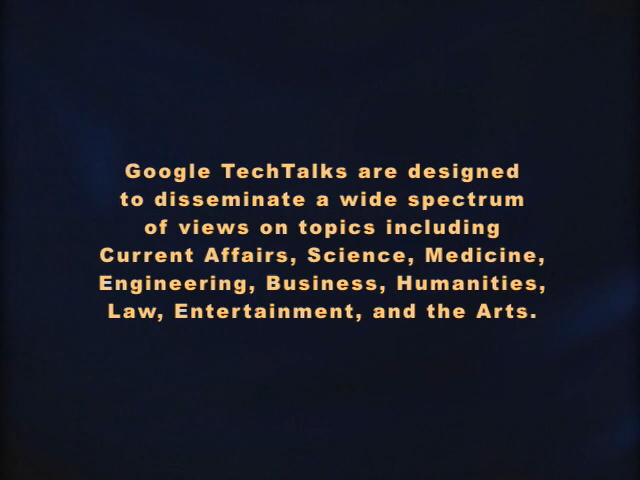 Google TechTalks are designed
to disseminate a wide spectrum
of views on topics including
Current Affairs, Science, Medicine,
Engineering, Business, Humanities,
Law, Entertainment, and the Arts.